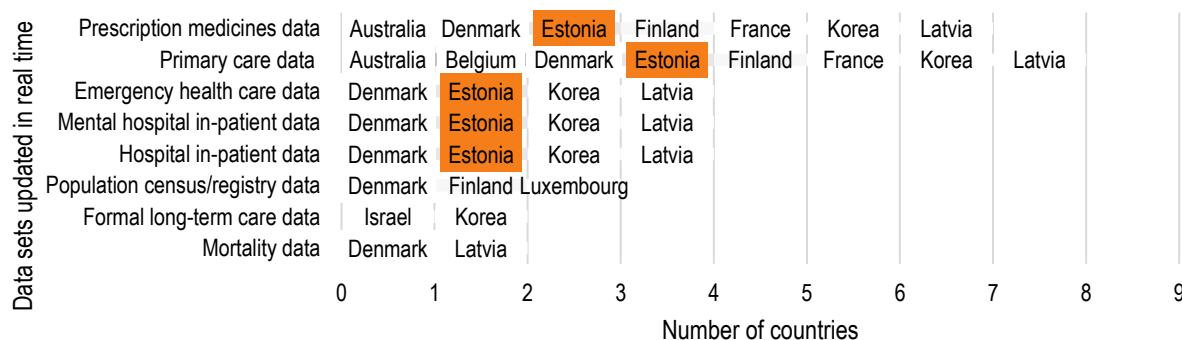 Data sets updated in real time
Prescription medicines data Australia Denmark Estonia Finland France Korea Latvia
Primary care data Australia Belgium Denmark Estonia Finland France Korea Latvia
Emergency health care data Denmark Estonia Korea Latvia
Mental hospital in-patient data Denmark Estonia Korea Latvia
Hospital in-patient data Denmark Estonia Korea Latvia
Population census/registry data Denmark Finland Luxembourg
Formal long-term care data Israel Korea
Mortality data Denmark Latvia
0 1 2 3 4 5 6 7 8 9
Number of countries